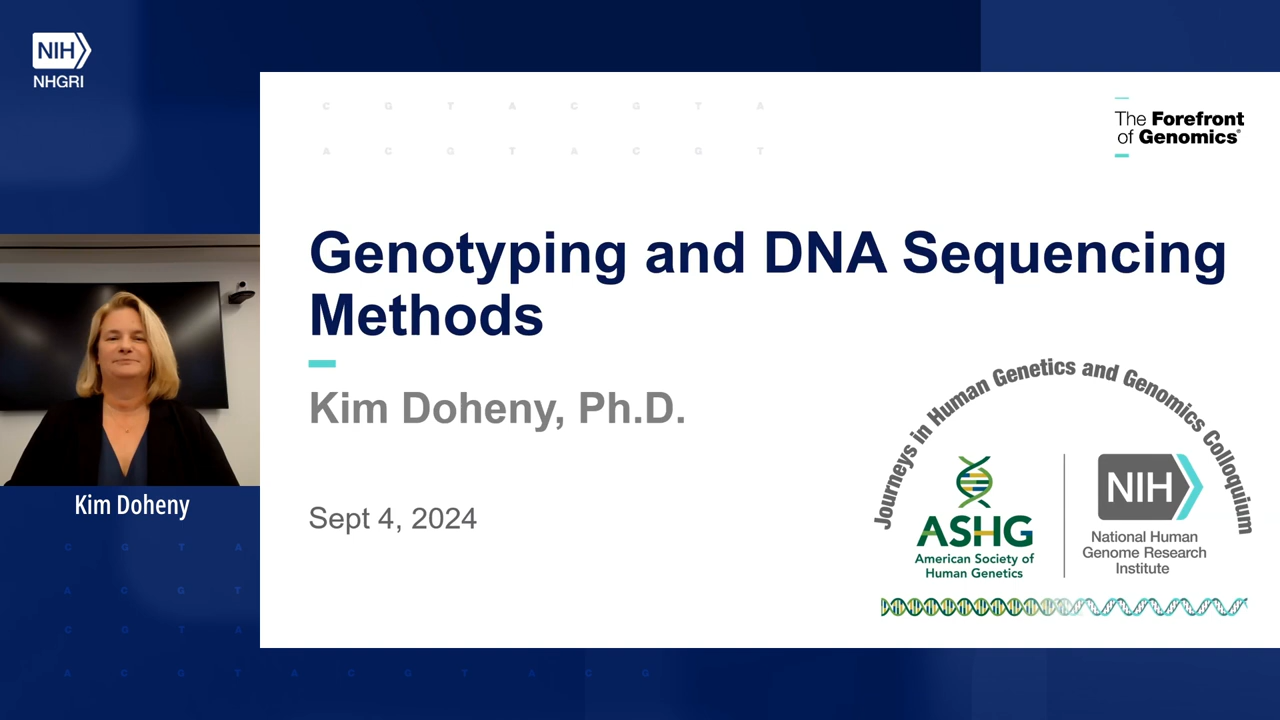 NIH
NHGRI
C G T A C G T A
A C G T A C G T
The Forefront
of Genomics®
Genotyping and DNA Sequencing
Methods
Kim Doheny, Ph.D.
Sept 4, 2024
Journeys in Human Genetics and Genomics Colloquium
ASHG
American Society of
Human Genetics
NIH
National Human
Genome Research
Institute
Kim Doheny
C G T A
A C G T
C G T A
A C G T A C G T A C G